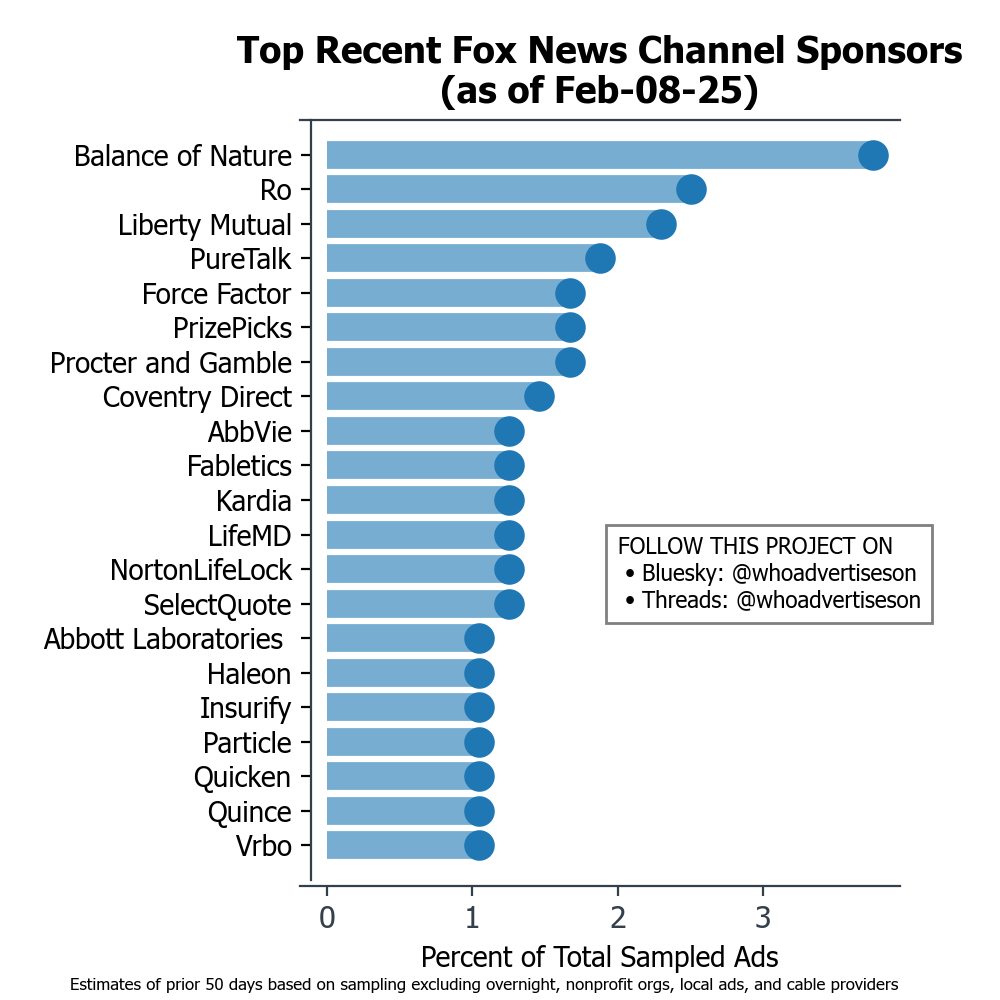 Top Recent Fox News Channel Sponsors
(as of Feb-08-25)
Balance of Nature
Ro
Liberty Mutual
PureTalk
Force Factor
PrizePicks
Procter and Gamble
Coventry Direct
AbbVie
Fabletics
Kardia
LifeMD
NortonLifeLock
SelectQuote
Abbott Laboratories
Haleon
Insurify
Particle
Quicken
Quince
Vrbo
FOLLOW THIS PROJECT ON
• Bluesky: @whoadvertiseson
• Threads: @whoadvertiseson
0 1 2 3
Percent of Total Sampled Ads
Estimates of prior 50 days based on sampling excluding overnight, nonprofit orgs, local ads, and cable providers